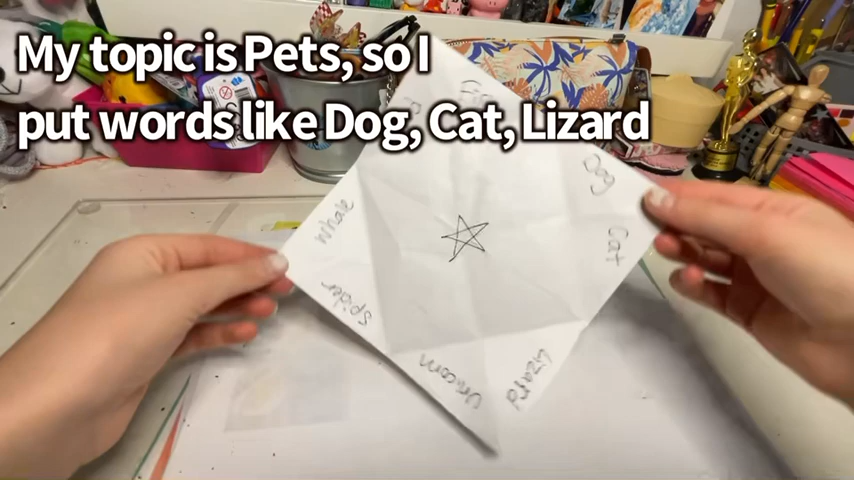 My topic is Pets, so I
put words like Dog, Cat, Lizard
Dog
Cat
Lizard
Unicorn
Spider
Whale